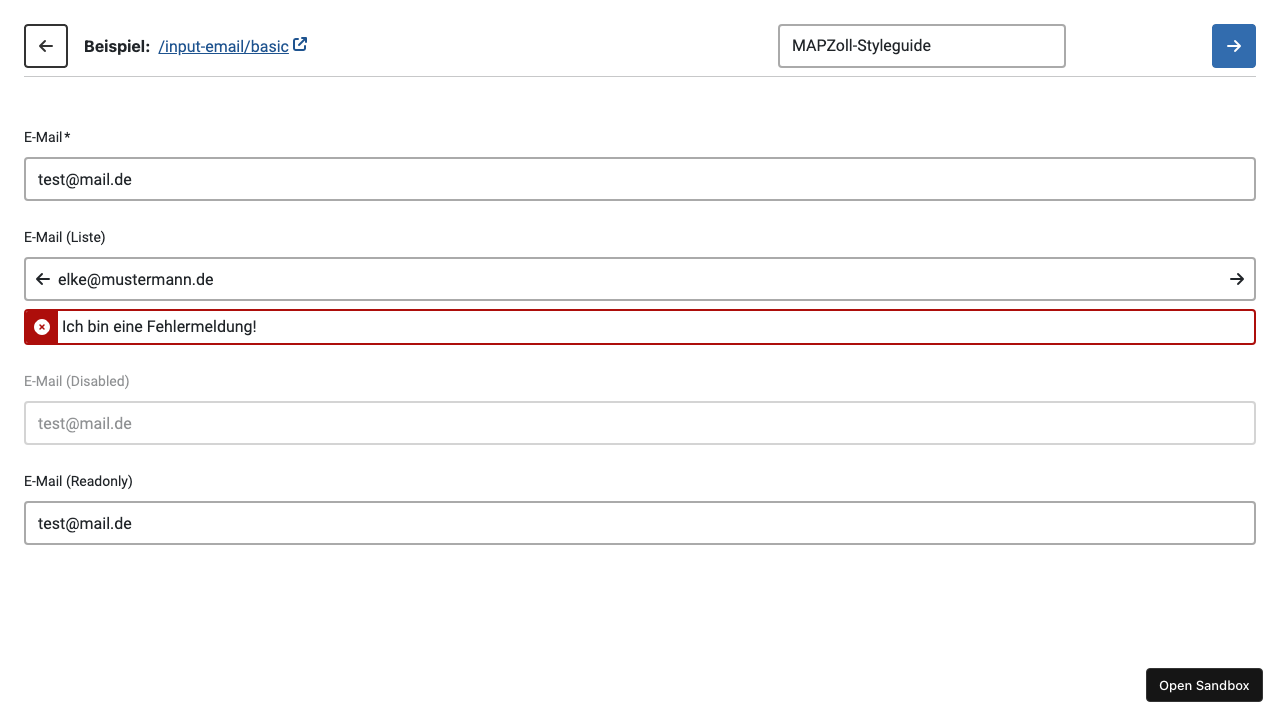 Beispiel: /input-email/basic
MAPZoll-Styleguide
E-Mail*
test@mail.de
E-Mail (Liste)
elke@mustermann.de
Ich bin eine Fehlermeldung!
E-Mail (Disabled)
test@mail.de
E-Mail (Readonly)
test@mail.de
Open Sandbox